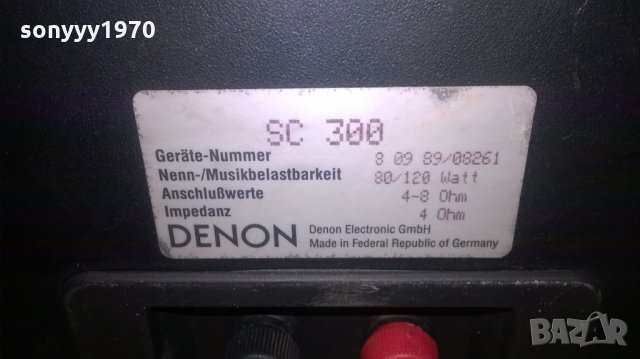 sonyyy1970
SC 300
Geräte-Nummer 8 09 89/08261
Nenn-/Musikbelastbarkeit 80/120 Watt
Anschlußwerte 4-8 Ohm
Impedanz 4 Ohm
DENON Denon Electronic GmbH
Made in Federal Republic of Germany
BAZAR